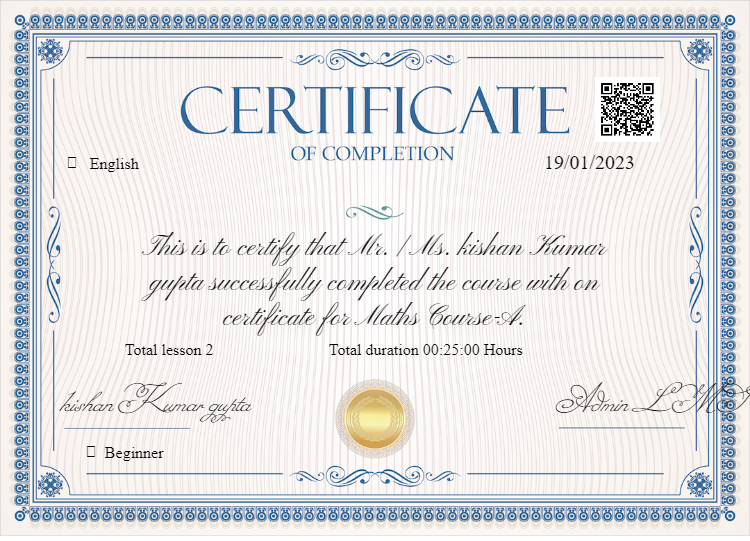 CERTIFICATE
OF COMPLETION
English
19/01/2023
This is to certify that Mr. / Ms. kishan Kumar
gupta successfully completed the course with on
certificate for Maths Course-A.
Total lesson 2
Total duration 00:25:00 Hours
kishan Kumar gupta
Admin LMS
Beginner